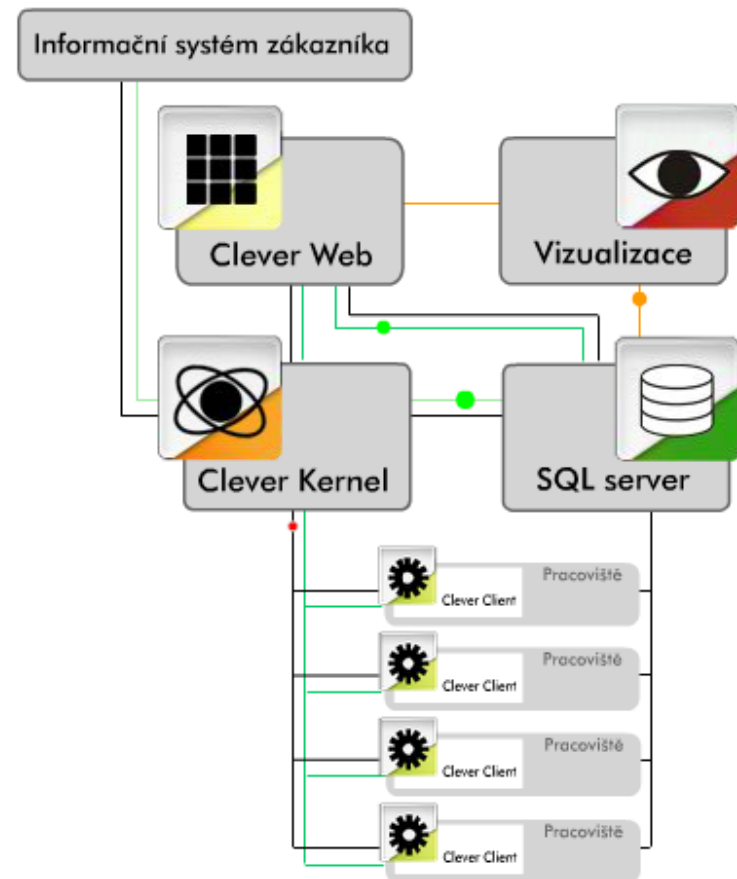 Informační systém zákazníka
Clever Web
Vizualizace
Clever Kernel
SQL server
Pracoviště
Clever Client
Pracoviště
Clever Client
Pracoviště
Clever Client
Pracoviště
Clever Client